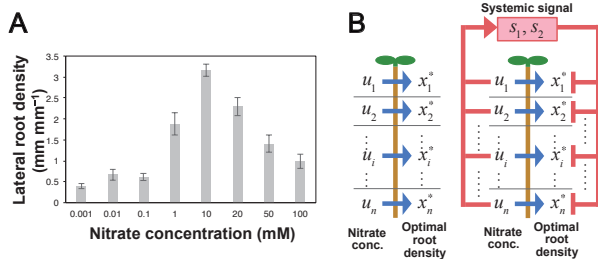 A
Lateral root density
(mm mm⁻¹)
3.5
3
2.5
2
1.5
1
0.5
0
0.001 0.01 0.1 1 10 20 50 100
Nitrate concentration (mM)
B
Systemic signal
s₁, s₂
u₁ x₁* u₁ x₁*
u₂ x₂* u₂ x₂*
uᵢ xᵢ* uᵢ xᵢ*
uₙ xₙ* uₙ xₙ*
Nitrate Optimal Nitrate Optimal
conc. root conc. root
density density